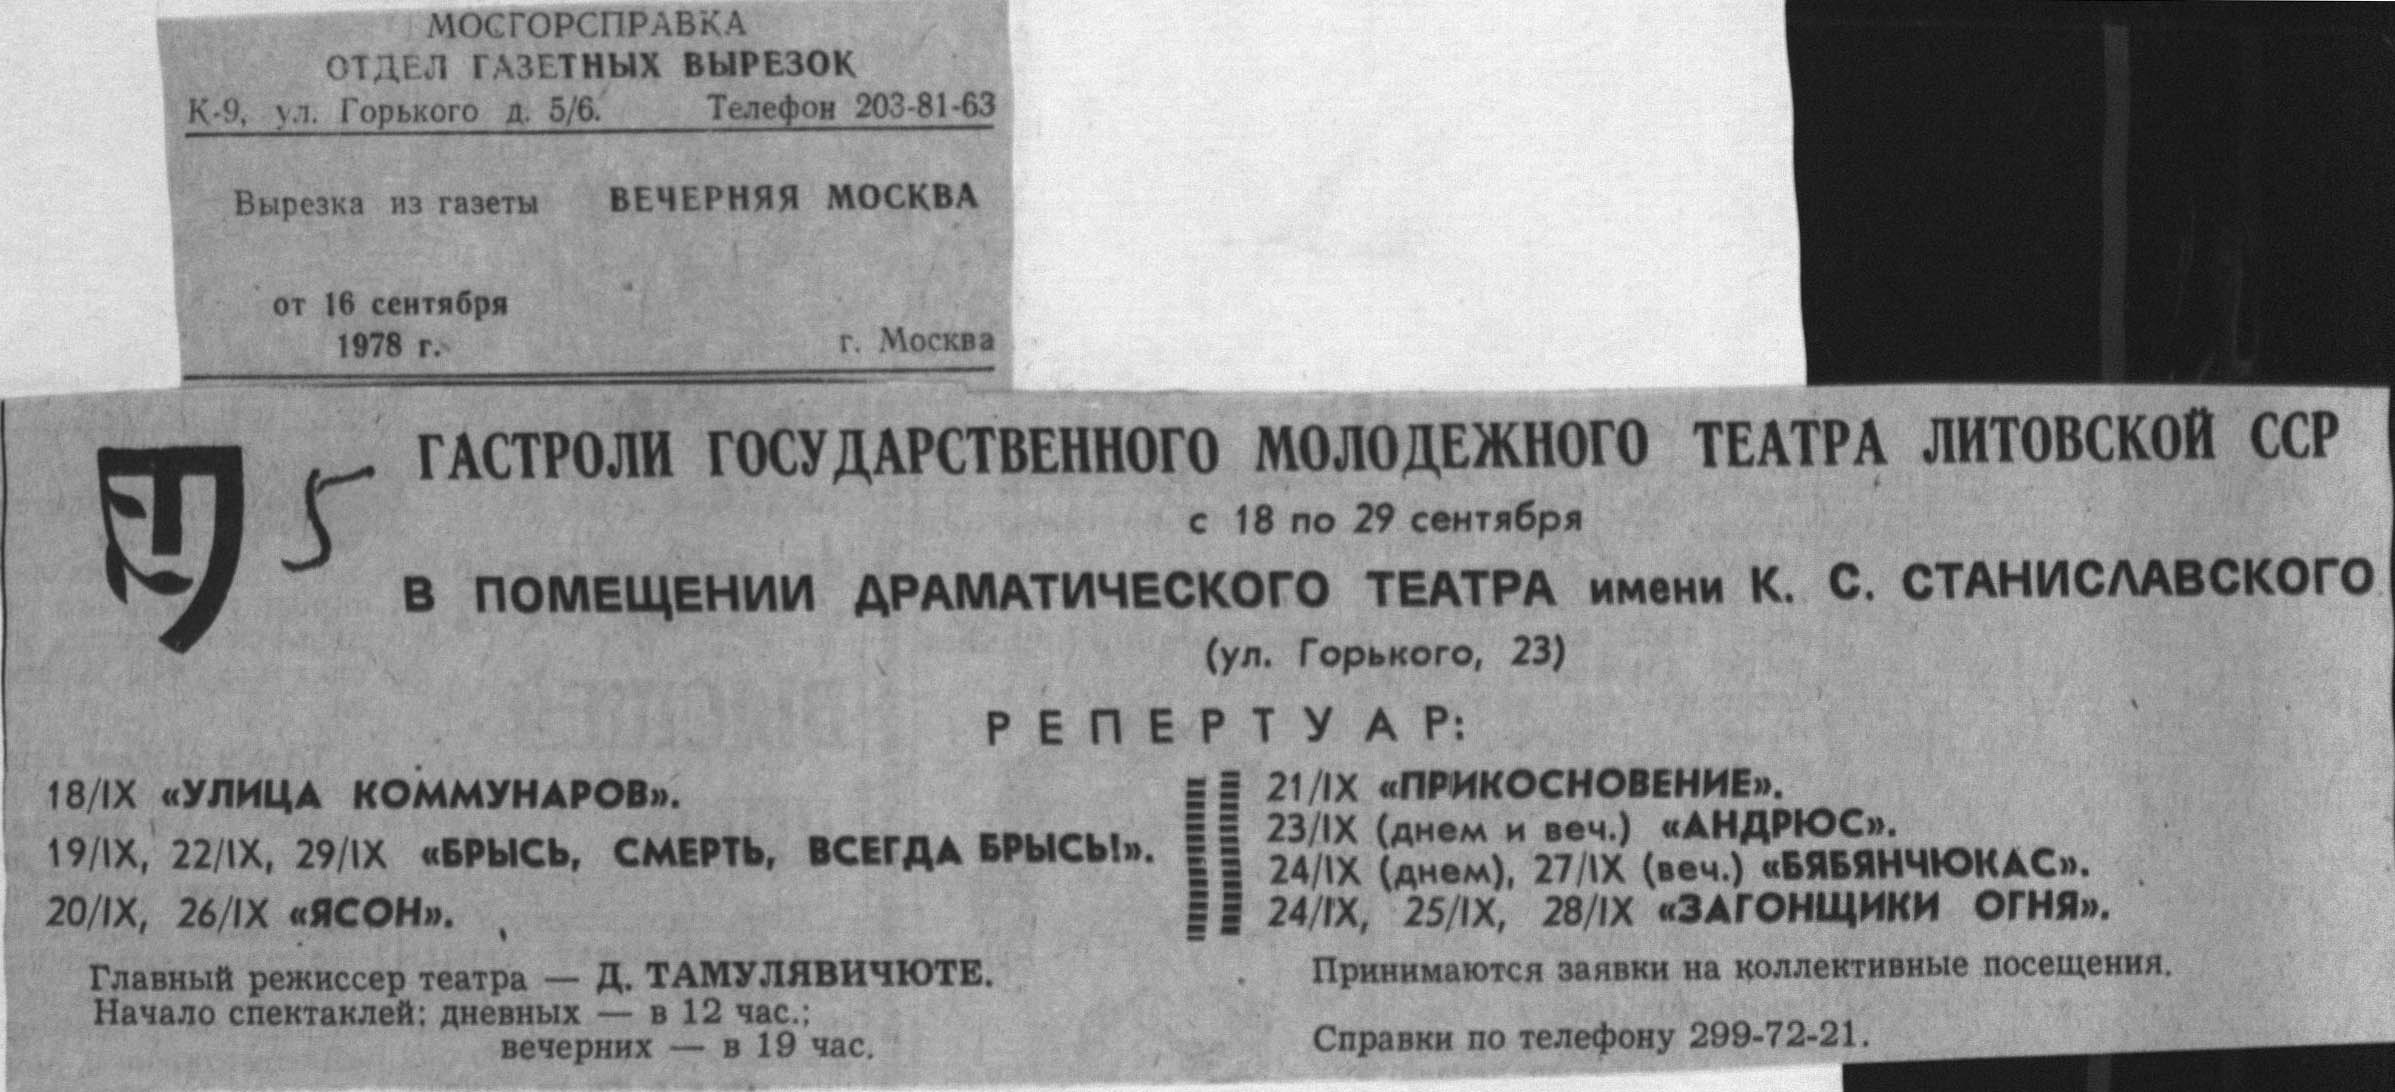 МОСГОРСПРАВКА
ОТДЕЛ ГАЗЕТНЫХ ВЫРЕЗОК
К-9, ул. Горького д. 5/6. Телефон 203-81-63
Вырезка из газеты ВЕЧЕРНЯЯ МОСКВА
от 16 сентября
1978 г. г. Москва
5
ГАСТРОЛИ ГОСУДАРСТВЕННОГО МОЛОДЕЖНОГО ТЕАТРА ЛИТОВСКОЙ ССР
с 18 по 29 сентября
В ПОМЕЩЕНИИ ДРАМАТИЧЕСКОГО ТЕАТРА имени К. С. СТАНИСЛАВСКОГО
(ул. Горького, 23)
РЕПЕРТУАР:
18/IX «УЛИЦА КОММУНАРОВ».
19/IX, 22/IX, 29/IX «БРЫСЬ, СМЕРТЬ, ВСЕГДА БРЫСЬ!».
20/IX, 26/IX «ЯСОН».
21/IX «ПРИКОСНОВЕНИЕ».
23/IX (днем и веч.) «АНДРЮС».
24/IX (днем), 27/IX (веч.) «БЯБЯНЧЮКАС».
24/IX, 25/IX, 28/IX «ЗАГОНЩИКИ ОГНЯ».
Главный режиссер театра — Д. ТАМУЛЯВИЧЮТЕ.
Начало спектаклей: дневных — в 12 час.;
вечерних — в 19 час.
Принимаются заявки на коллективные посещения.
Справки по телефону 299-72-21.